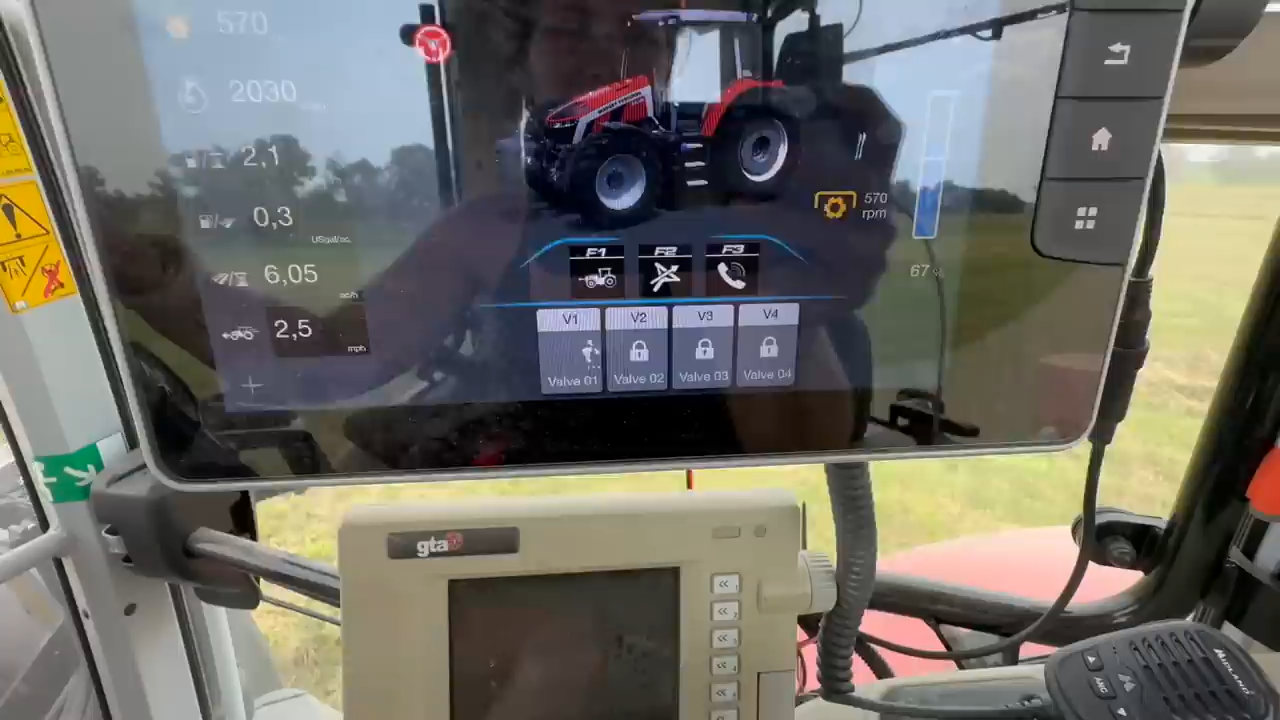 570
2030
2,1
0,3
USgal/ac.
6,05
ac/h
2,5
mph
570
rpm
67
F1
F2
F3
V1
V2
V3
V4
Valve 01
Valve 02
Valve 03
Valve 04
gta
MIDLAND